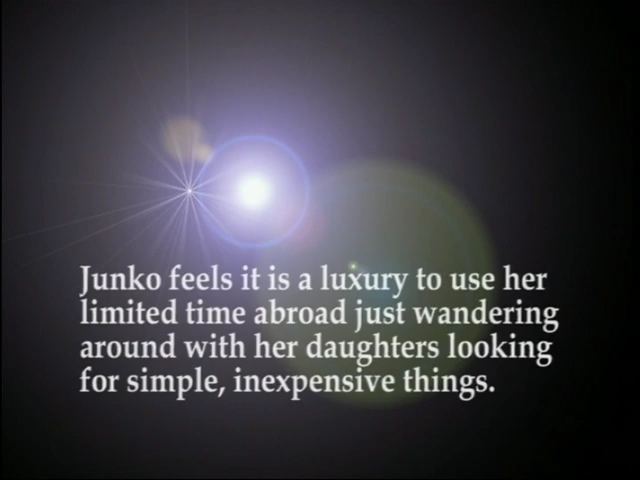 Junko feels it is a luxury to use her
limited time abroad just wandering
around with her daughters looking
for simple, inexpensive things.